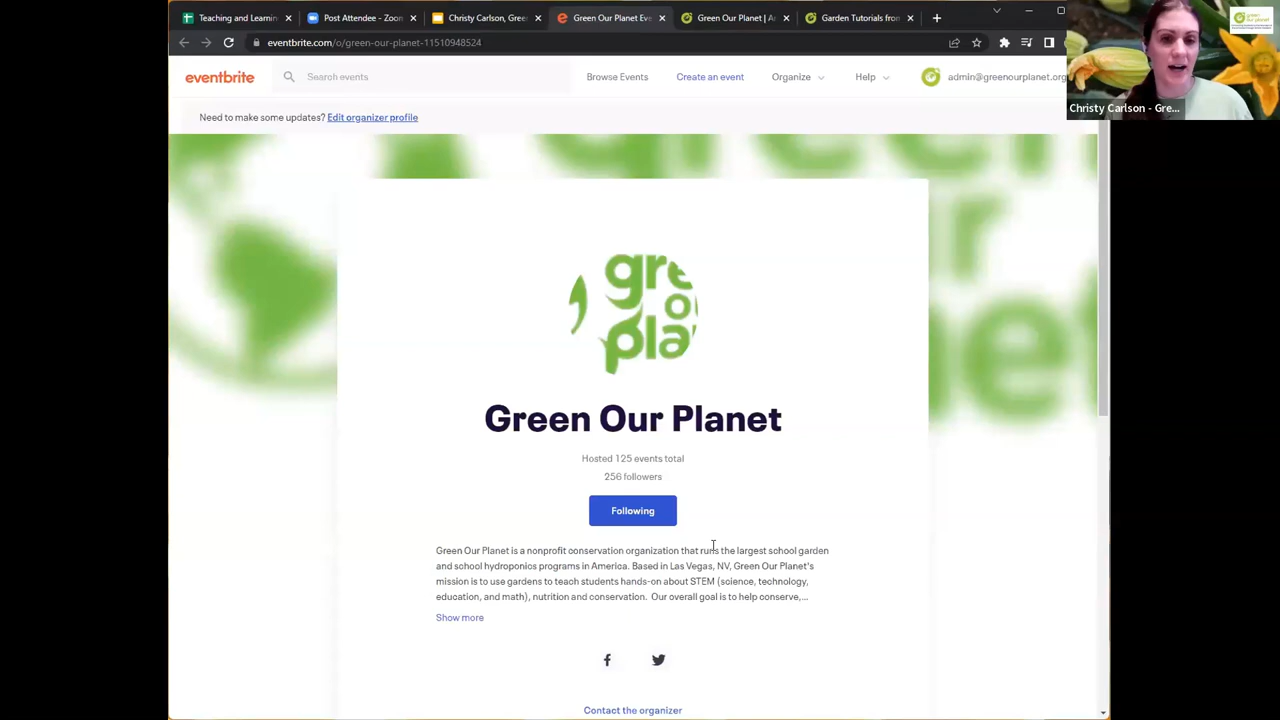 Teaching and Learnin
Post Attendee - Zoom
Christy Carlson, Gree
Green Our Planet Eve
Green Our Planet | A
Garden Tutorials from
eventbrite.com/o/green-our-planet-11510948524
green
our
planet
Christy Carlson - Gre...
eventbrite
Search events
Browse Events
Create an event
Organize
Help
admin@greenourplanet.org
Need to make some updates? Edit organizer profile
gre
o
pla
Green Our Planet
Hosted 125 events total
256 followers
Following
Green Our Planet is a nonprofit conservation organization that runs the largest school garden
and school hydroponics programs in America. Based in Las Vegas, NV, Green Our Planet's
mission is to use gardens to teach students hands-on about STEM (science, technology,
education, and math), nutrition and conservation. Our overall goal is to help conserve,...
Show more
Contact the organizer